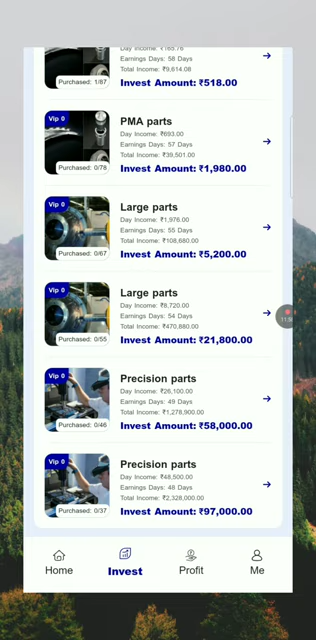 Day Income: ₹765.76
Earnings Days: 58 Days
Total Income: ₹9,614.08
Purchased: 1/87
Invest Amount: ₹518.00
Vip 0
PMA parts
Day Income: ₹693.00
Earnings Days: 57 Days
Total Income: ₹39,501.00
Purchased: 0/78
Invest Amount: ₹1,980.00
Vip 0
Large parts
Day Income: ₹1,976.00
Earnings Days: 55 Days
Total Income: ₹108,680.00
Purchased: 0/67
Invest Amount: ₹5,200.00
Vip 0
Large parts
Day Income: ₹8,720.00
Earnings Days: 54 Days
Total Income: ₹470,880.00
Purchased: 0/55
Invest Amount: ₹21,800.00
Vip 0
Precision parts
Day Income: ₹26,100.00
Earnings Days: 49 Days
Total Income: ₹1,278,900.00
Purchased: 0/46
Invest Amount: ₹58,000.00
Vip 0
Precision parts
Day Income: ₹48,500.00
Earnings Days: 48 Days
Total Income: ₹2,328,000.00
Purchased: 0/37
Invest Amount: ₹97,000.00
Home
Invest
Profit
Me